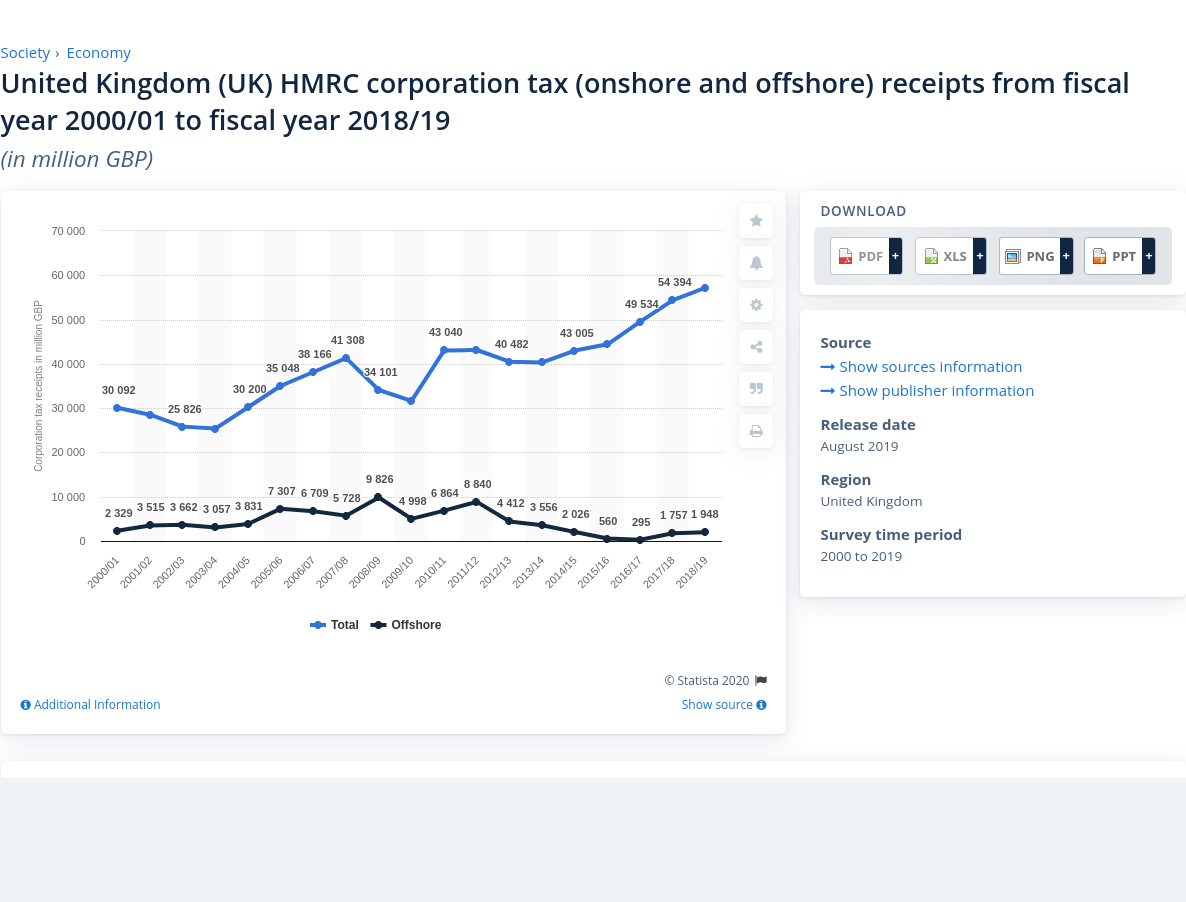 Society › Economy
United Kingdom (UK) HMRC corporation tax (onshore and offshore) receipts from fiscal
year 2000/01 to fiscal year 2018/19
(in million GBP)
Corporation tax receipts in million GBP
70 000
60 000
50 000
40 000
30 000
20 000
10 000
0
30 092
25 826
30 200
35 048
38 166
41 308
34 101
43 040
40 482
43 005
49 534
54 394
2 329
3 515
3 662
3 057
3 831
7 307
6 709
5 728
9 826
4 998
6 864
8 840
4 412
3 556
2 026
560
295
1 757
1 948
2000/01
2001/02
2002/03
2003/04
2004/05
2005/06
2006/07
2007/08
2008/09
2009/10
2010/11
2011/12
2012/13
2013/14
2014/15
2015/16
2016/17
2017/18
2018/19
Total Offshore
© Statista 2020
Additional Information
Show source
DOWNLOAD
PDF + XLS + PNG + PPT +
Source
Show sources information
Show publisher information
Release date
August 2019
Region
United Kingdom
Survey time period
2000 to 2019